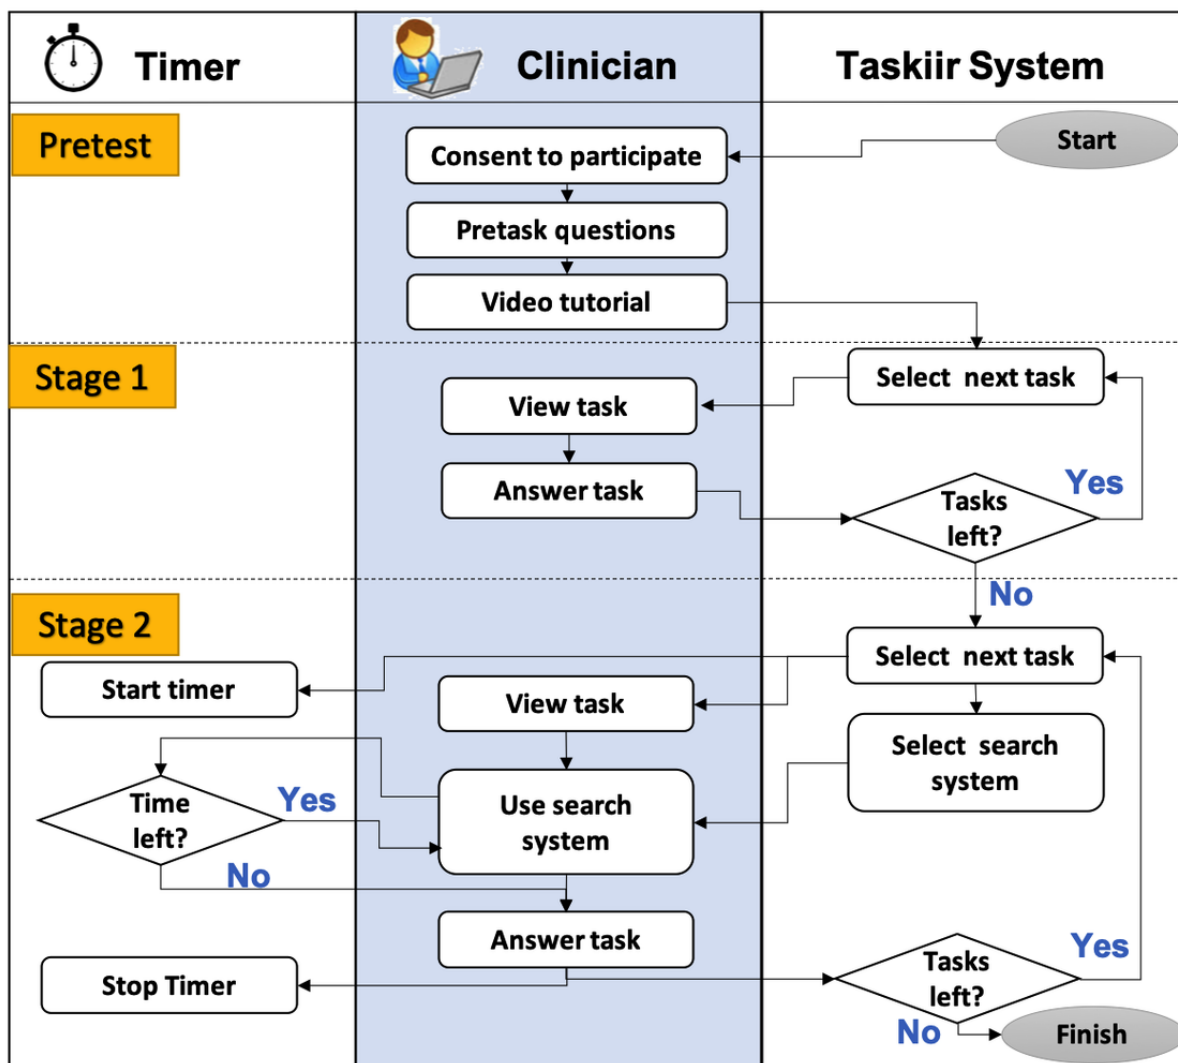 Timer
Clinician
Taskiir System
Pretest
Start
Consent to participate
Pretask questions
Video tutorial
Stage 1
Select next task
View task
Answer task
Tasks
left?
Yes
No
Stage 2
Select next task
Start timer
View task
Select search
system
Time
left?
Yes
Use search
system
No
Answer task
Tasks
left?
Yes
Stop Timer
No
Finish